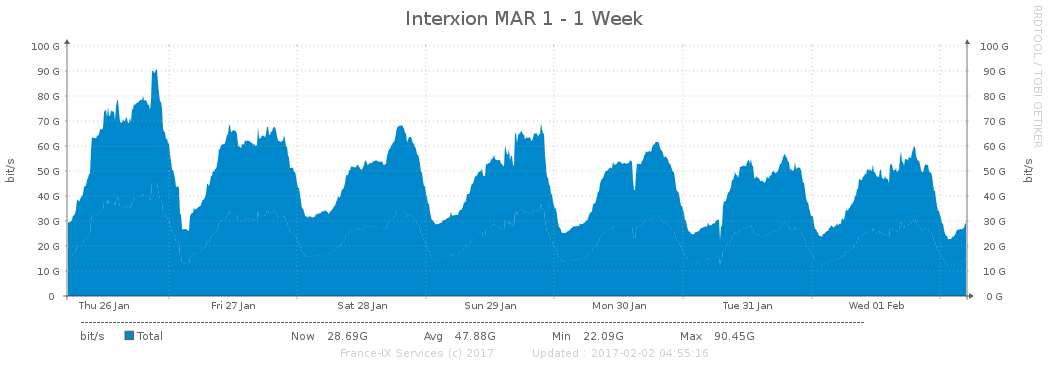 Interxion MAR 1 - 1 Week
RRDTOOL / TOBI OETIKER
100 G 100 G
90 G 90 G
80 G 80 G
70 G 70 G
60 G 60 G
50 G 50 G
40 G 40 G
30 G 30 G
20 G 20 G
10 G 10 G
0 0 G
bit/s bit/s
Thu 26 Jan Fri 27 Jan Sat 28 Jan Sun 29 Jan Mon 30 Jan Tue 31 Jan Wed 01 Feb
bit/s Total Now 28.69G Avg 47.88G Min 22.09G Max 90.45G
France-IX Services (c) 2017 Updated : 2017-02-02 04:55:16